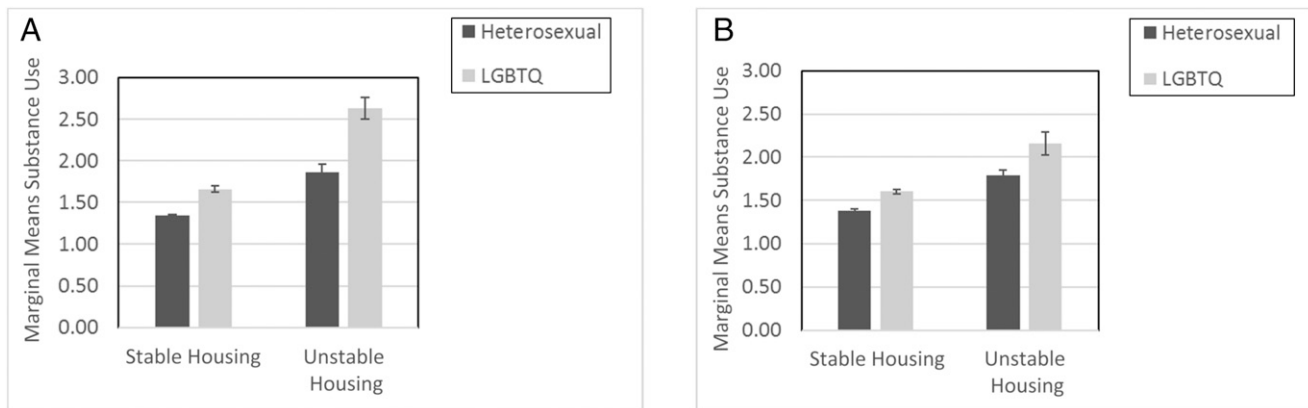 A
Heterosexual
LGBTQ
Marginal Means Substance Use
3.00
2.50
2.00
1.50
1.00
0.50
0.00
Stable Housing
Unstable
Housing
B
Heterosexual
LGBTQ
Marginal Means Substance Use
3.00
2.50
2.00
1.50
1.00
0.50
0.00
Stable Housing
Unstable
Housing